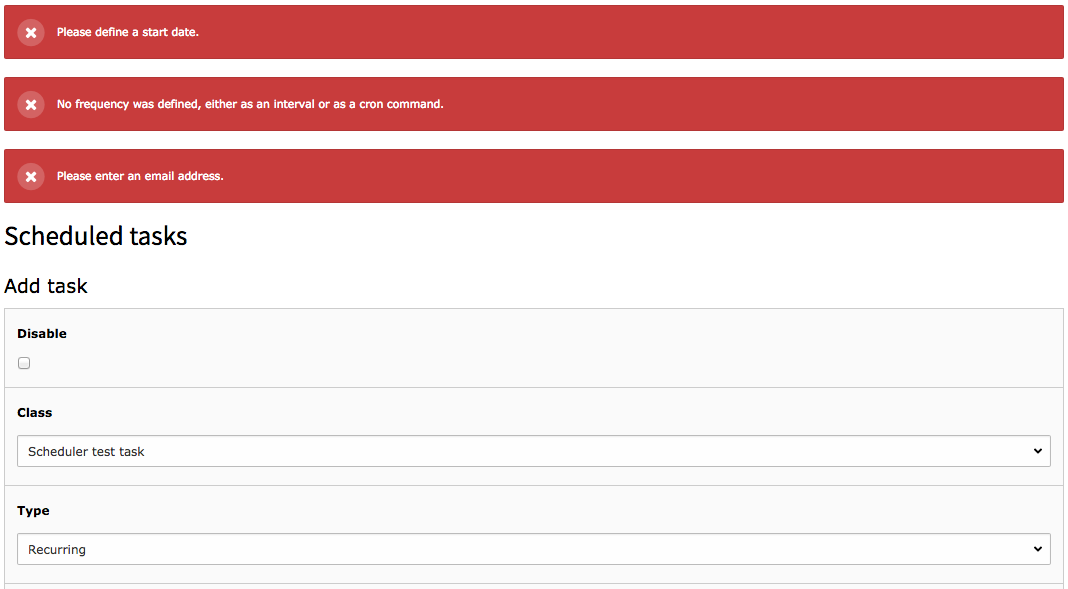 Please define a start date.
No frequency was defined, either as an interval or as a cron command.
Please enter an email address.
Scheduled tasks
Add task
Disable
Class
Scheduler test task
Type
Recurring